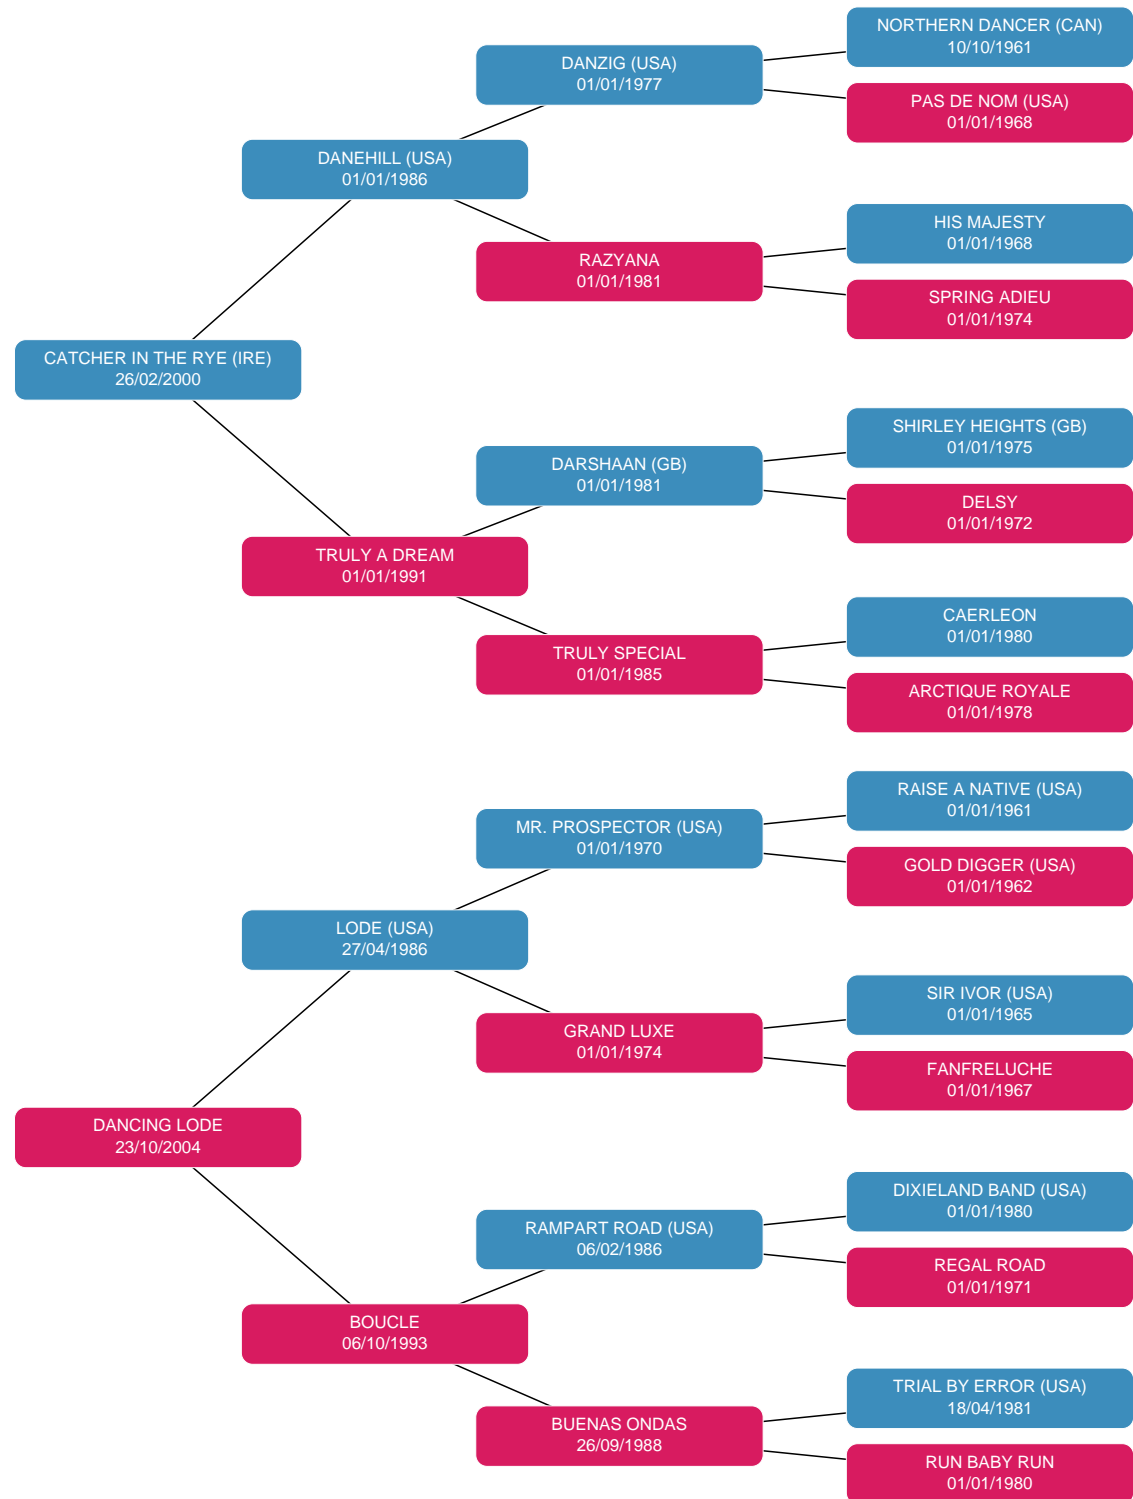 NORTHERN DANCER (CAN)
10/10/1961
DANZIG (USA)
01/01/1977
PAS DE NOM (USA)
01/01/1968
DANEHILL (USA)
01/01/1986
HIS MAJESTY
01/01/1968
RAZYANA
01/01/1981
SPRING ADIEU
01/01/1974
CATCHER IN THE RYE (IRE)
26/02/2000
SHIRLEY HEIGHTS (GB)
01/01/1975
DARSHAAN (GB)
01/01/1981
DELSY
01/01/1972
TRULY A DREAM
01/01/1991
CAERLEON
01/01/1980
TRULY SPECIAL
01/01/1985
ARCTIQUE ROYALE
01/01/1978
RAISE A NATIVE (USA)
01/01/1961
MR. PROSPECTOR (USA)
01/01/1970
GOLD DIGGER (USA)
01/01/1962
LODE (USA)
27/04/1986
SIR IVOR (USA)
01/01/1965
GRAND LUXE
01/01/1974
FANFRELUCHE
01/01/1967
DANCING LODE
23/10/2004
DIXIELAND BAND (USA)
01/01/1980
RAMPART ROAD (USA)
06/02/1986
REGAL ROAD
01/01/1971
BOUCLE
06/10/1993
TRIAL BY ERROR (USA)
18/04/1981
BUENAS ONDAS
26/09/1988
RUN BABY RUN
01/01/1980